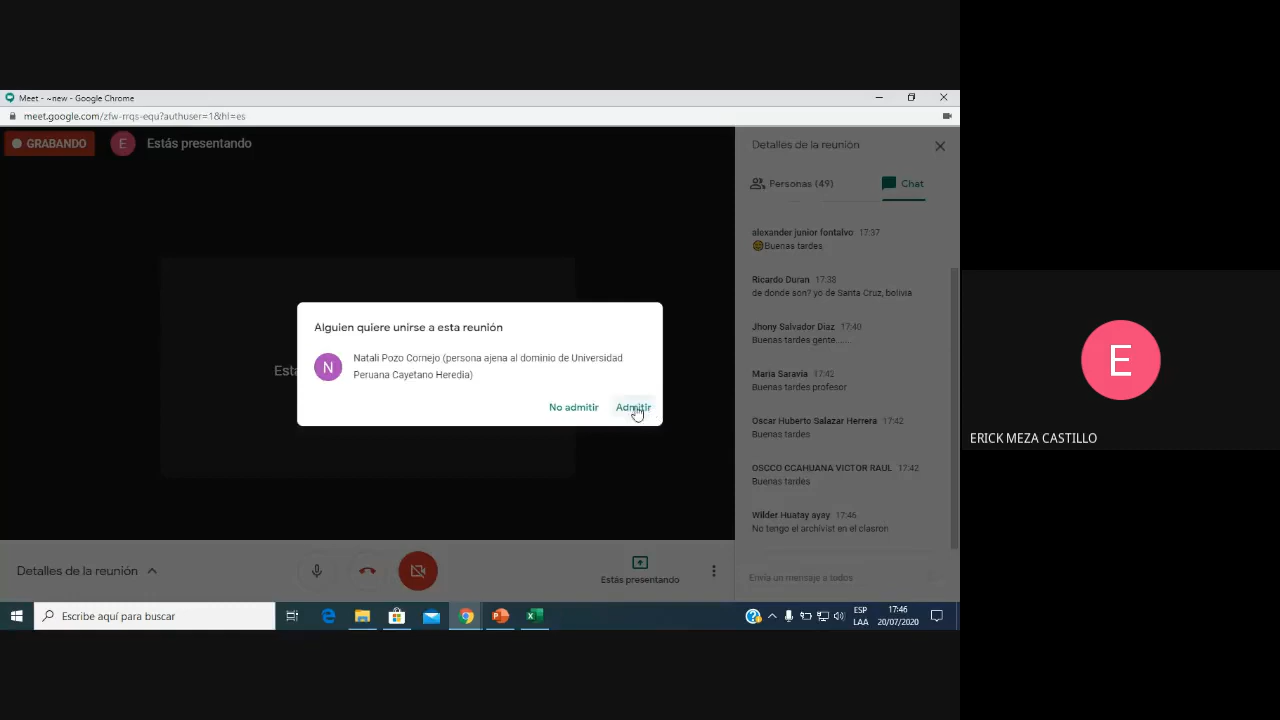 Meet - ~new - Google Chrome
meet.google.com/zfw-rrqs-equ?authuser=1&hl=es
GRABANDO
E
Estás presentando
Detalles de la reunión
Personas (49)
Chat
alexander junior fontalvo 17:37
Buenas tardes
Ricardo Duran 17:38
de donde son? yo de Santa Cruz, bolivia
Jhony Salvador Diaz 17:40
Buenas tardes gente......
Maria Saravia 17:42
Buenas tardes profesor
Oscar Huberto Salazar Herrera 17:42
Buenas tardes
OSCCO CCAHUANA VICTOR RAUL 17:42
Buenas tardes
Wilder Huatay ayay 17:46
No tengo el archivist en el clasron
Envía un mensaje a todos
Esta
Alguien quiere unirse a esta reunión
N
Natali Pozo Cornejo (persona ajena al dominio de Universidad
Peruana Cayetano Heredia)
No admitir
Admitir
Detalles de la reunión
Estás presentando
Escribe aquí para buscar
ESP
LAA
17:46
20/07/2020
E
ERICK MEZA CASTILLO